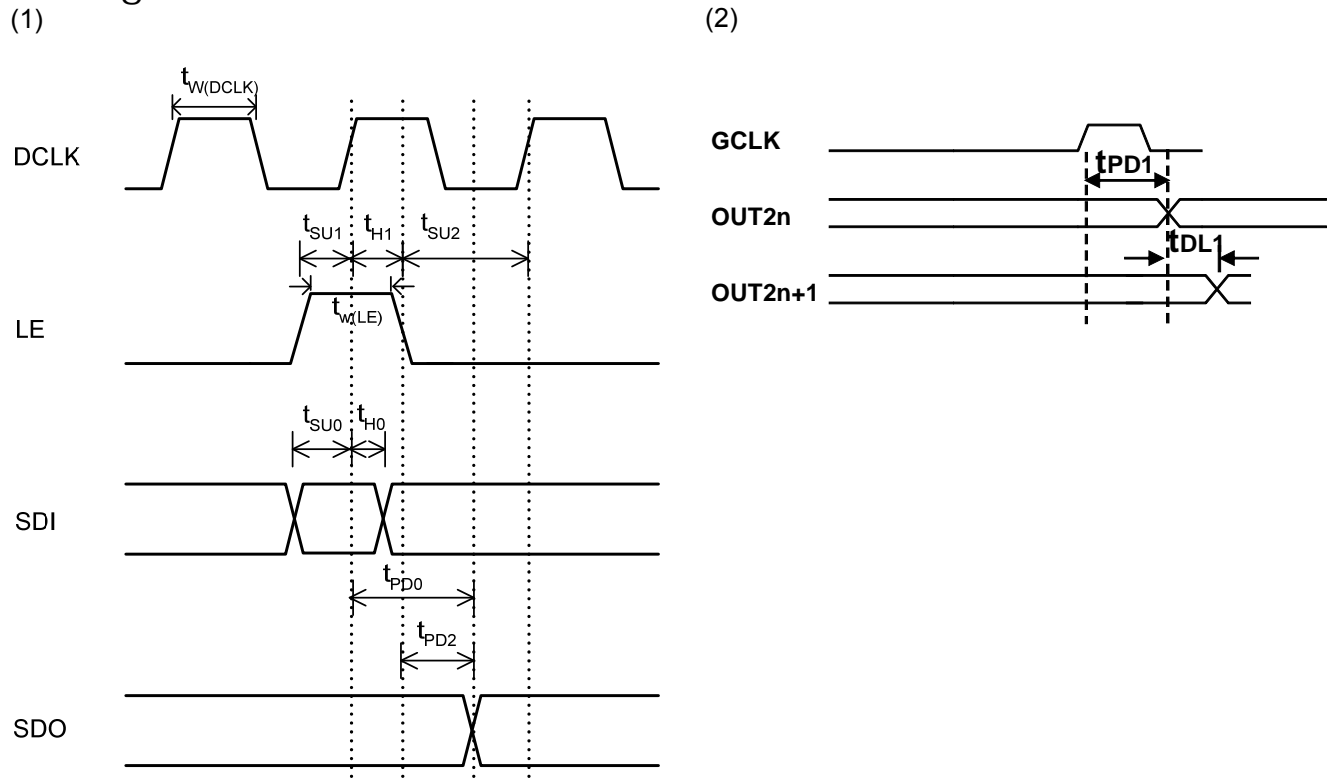 (1)
(2)
tW(DCLK)
DCLK
tSU1 tH1 tSU2
tw(LE)
LE
tSU0 tH0
SDI
tPD0
tPD2
SDO
GCLK
tPD1
OUT2n
tDL1
OUT2n+1